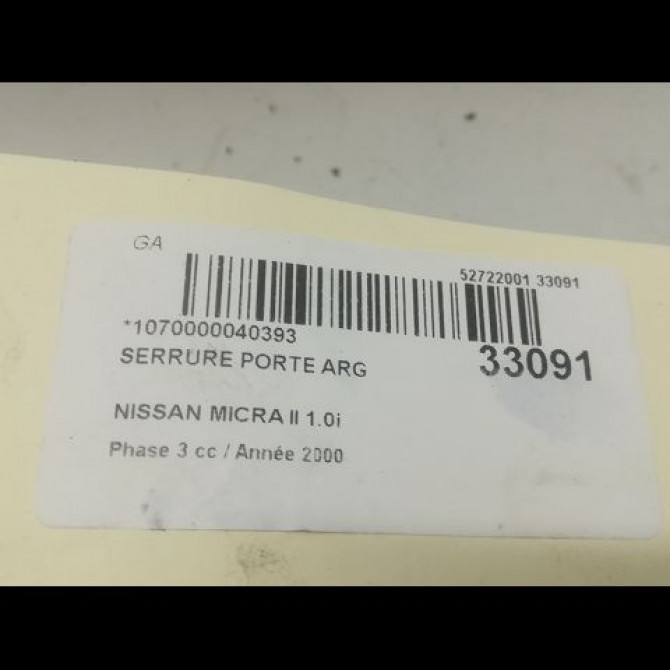 GA
52722001 33091
*1070000040393
33091
SERRURE PORTE ARG
NISSAN MICRA II 1.0i
Phase 3 cc / Année 2000